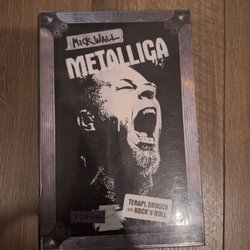 MICK WALL
METALLICA
TERAPI, DROGER
OCH ROCK'N'ROLL
FORUM